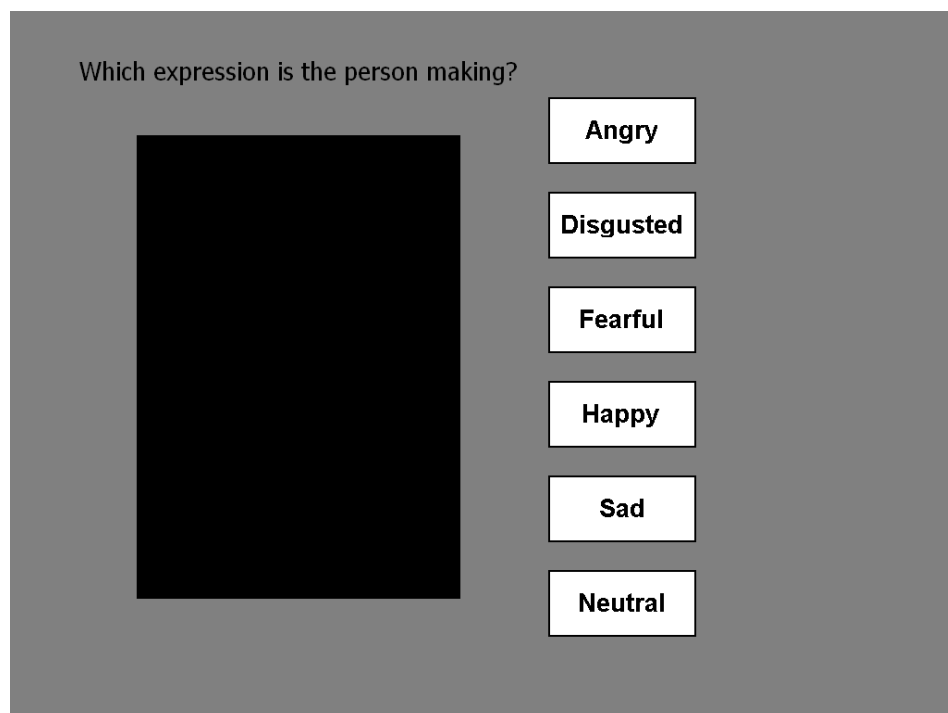 Which expression is the person making?
Angry
Disgusted
Fearful
Happy
Sad
Neutral